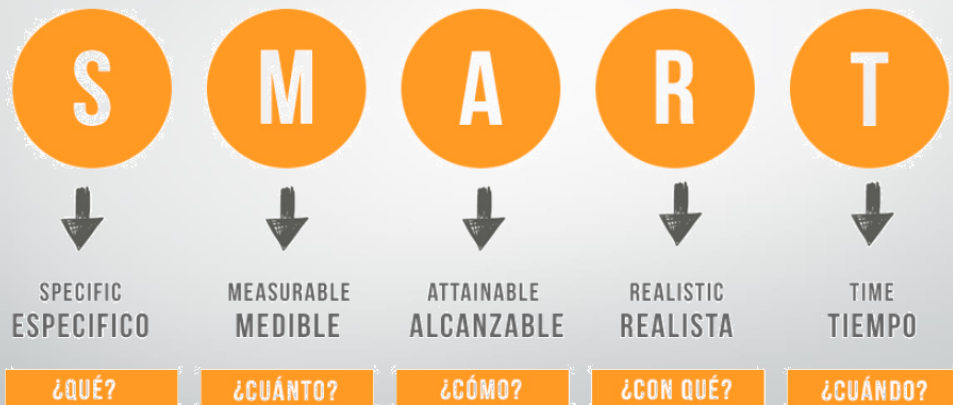 S M A R T
SPECIFIC MEASURABLE ATTAINABLE REALISTIC TIME
ESPECIFICO MEDIBLE ALCANZABLE REALISTA TIEMPO
¿QUÉ? ¿CUÁNTO? ¿CÓMO? ¿CON QUÉ? ¿CUÁNDO?